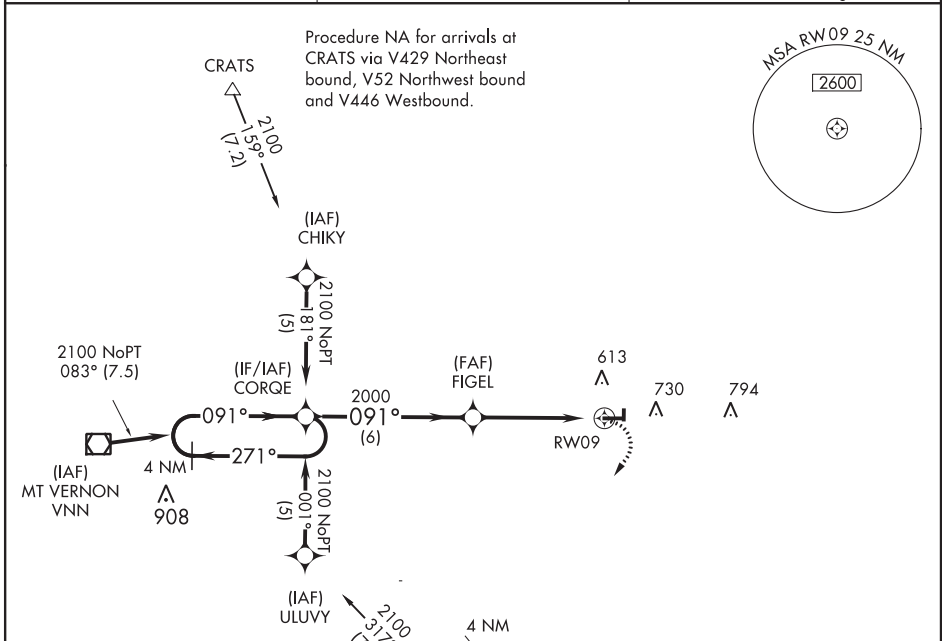 Procedure NA for arrivals at
CRATS via V429 Northeast
bound, V52 Northwest bound
and V446 Westbound.
MSA RW09 25 NM
2600
CRATS
2100
159°
(7.2)
(IAF)
CHIKY
2100 NoPT
181°
(5)
2100 NoPT
083° (7.5)
(IF/IAF)
CORQE
(FAF)
FIGEL
613
730
794
091°
2000
091°
(6)
RW09
271°
4 NM
(IAF)
MT VERNON
VNN
908
2100 NoPT
001°
(5)
(IAF)
ULUVY
2100
317°
4 NM